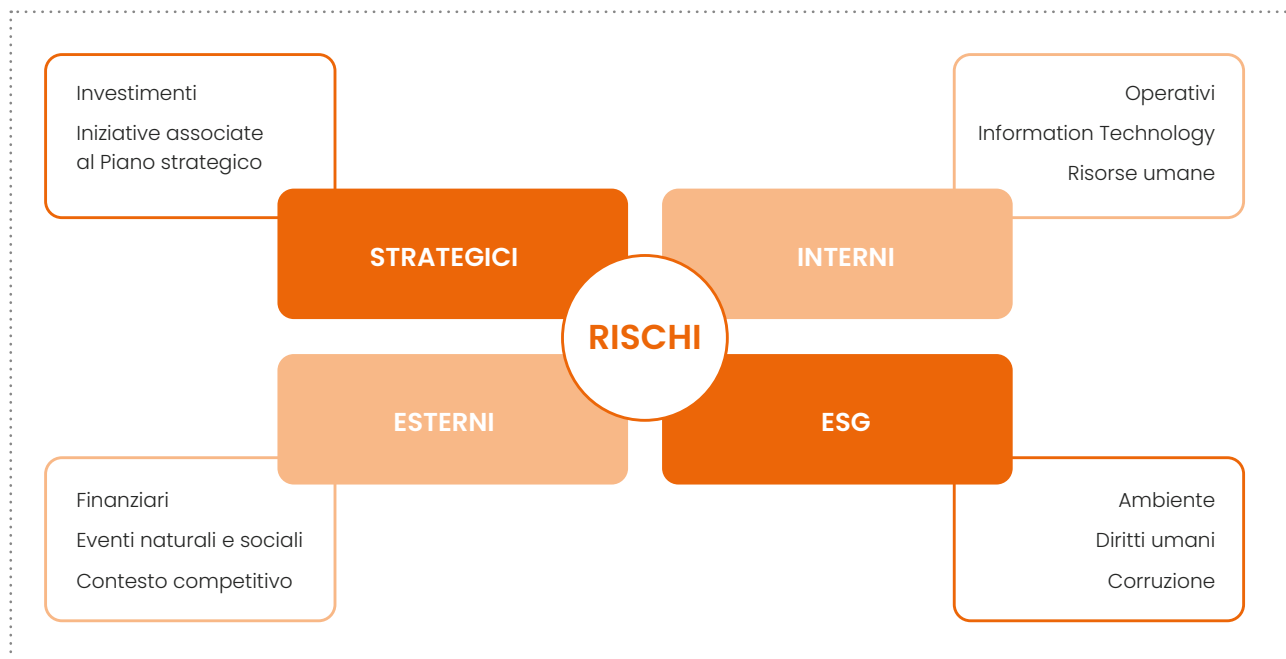 Investimenti
Iniziative associate
al Piano strategico
STRATEGICI
Operativi
Information Technology
Risorse umane
INTERNI
RISCHI
ESTERNI
Finanziari
Eventi naturali e sociali
Contesto competitivo
ESG
Ambiente
Diritti umani
Corruzione